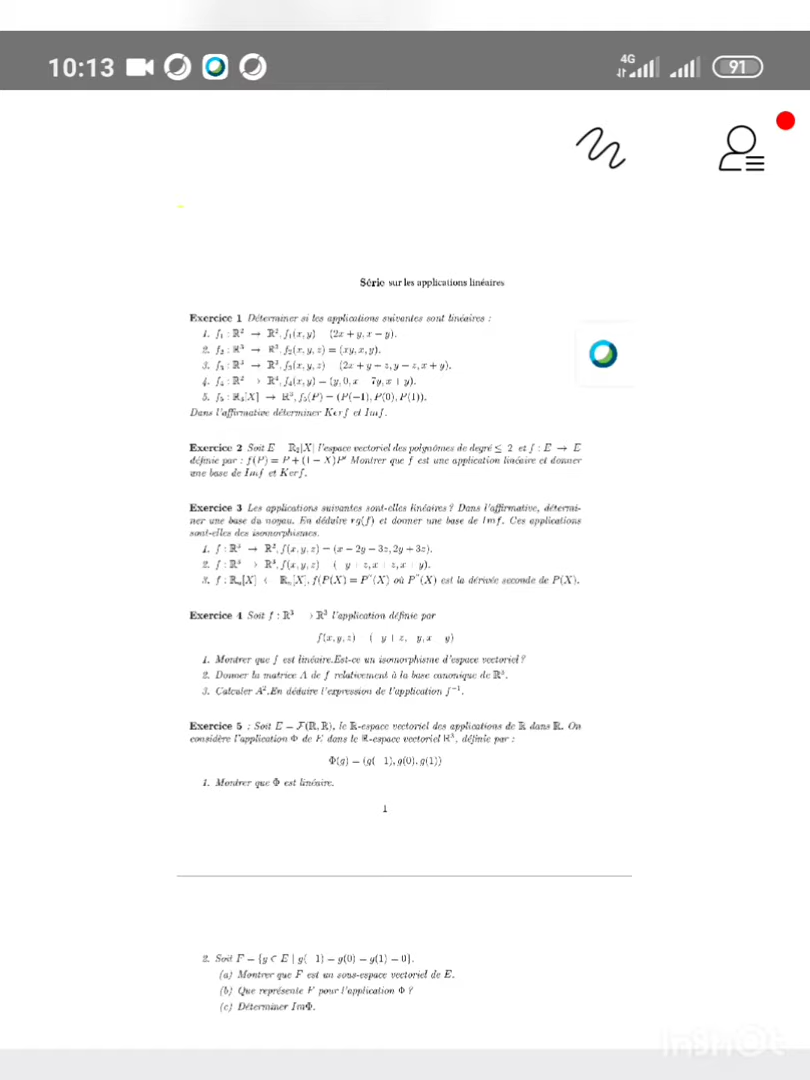 10:13
4G
91
Série sur les applications linéaires
Exercice 1 Déterminer si les applications suivantes sont linéaires :
1. f₁ : ℝ² → ℝ², f₁(x, y) (2x + y, x − y).
2. f₂ : ℝ³ → ℝ³, f₂(x, y, z) = (xy, x, y).
3. f₃ : ℝ³ → ℝ³, f₃(x, y, z) (2x + y − z, y − z, x + y).
4. f₄ : ℝ² → ℝ⁴, f₄(x, y) = (y, 0, x 7y, x + y).
5. f₅ : ℝ₃[X] → ℝ³, f₅(P) = (P(−1), P(0), P(1)).
Dans l'affirmative déterminer Kerf et Imf.
Exercice 2 Soit E ℝ₂[X] l'espace vectoriel des polynômes de degré ≤ 2 et f : E → E
définie par : f(P) = P + (1 − X)P' Montrer que f est une application linéaire et donner
une base de Imf et Kerf.
Exercice 3 Les applications suivantes sont-elles linéaires ? Dans l'affirmative, détermi-
ner une base du noyau. En déduire rg(f) et donner une base de Imf. Ces applications
sont-elles des isomorphismes.
1. f : ℝ³ → ℝ², f(x, y, z) = (x − 2y − 3z, 2y + 3z).
2. f : ℝ³ → ℝ³, f(x, y, z) ( y + z, x + z, x + y).
3. f : ℝₙ[X] ℝₙ[X], f(P(X) = P''(X) où P''(X) est la dérivée seconde de P(X).
Exercice 4 Soit f : ℝ³ → ℝ³ l'application définie par
f(x, y, z) ( y + z, y, x y)
1. Montrer que f est linéaire.Est-ce un isomorphisme d'espace vectoriel ?
2. Donner la matrice A de f relativement à la base canonique de ℝ³.
3. Calculer A².En déduire l'expression de l'application f⁻¹.
Exercice 5 : Soit E = F(ℝ, ℝ), le ℝ-espace vectoriel des applications de ℝ dans ℝ. On
considère l'application Φ de E dans le ℝ-espace vectoriel ℝ³, définie par :
Φ(g) = (g( 1), g(0), g(1))
1. Montrer que Φ est linéaire.
1
2. Soit F = {g ∈ E | g( 1) = g(0) = g(1) = 0}.
(a) Montrer que F est un sous-espace vectoriel de E.
(b) Que représente F pour l'application Φ ?
(c) Déterminer ImΦ.
InShOt